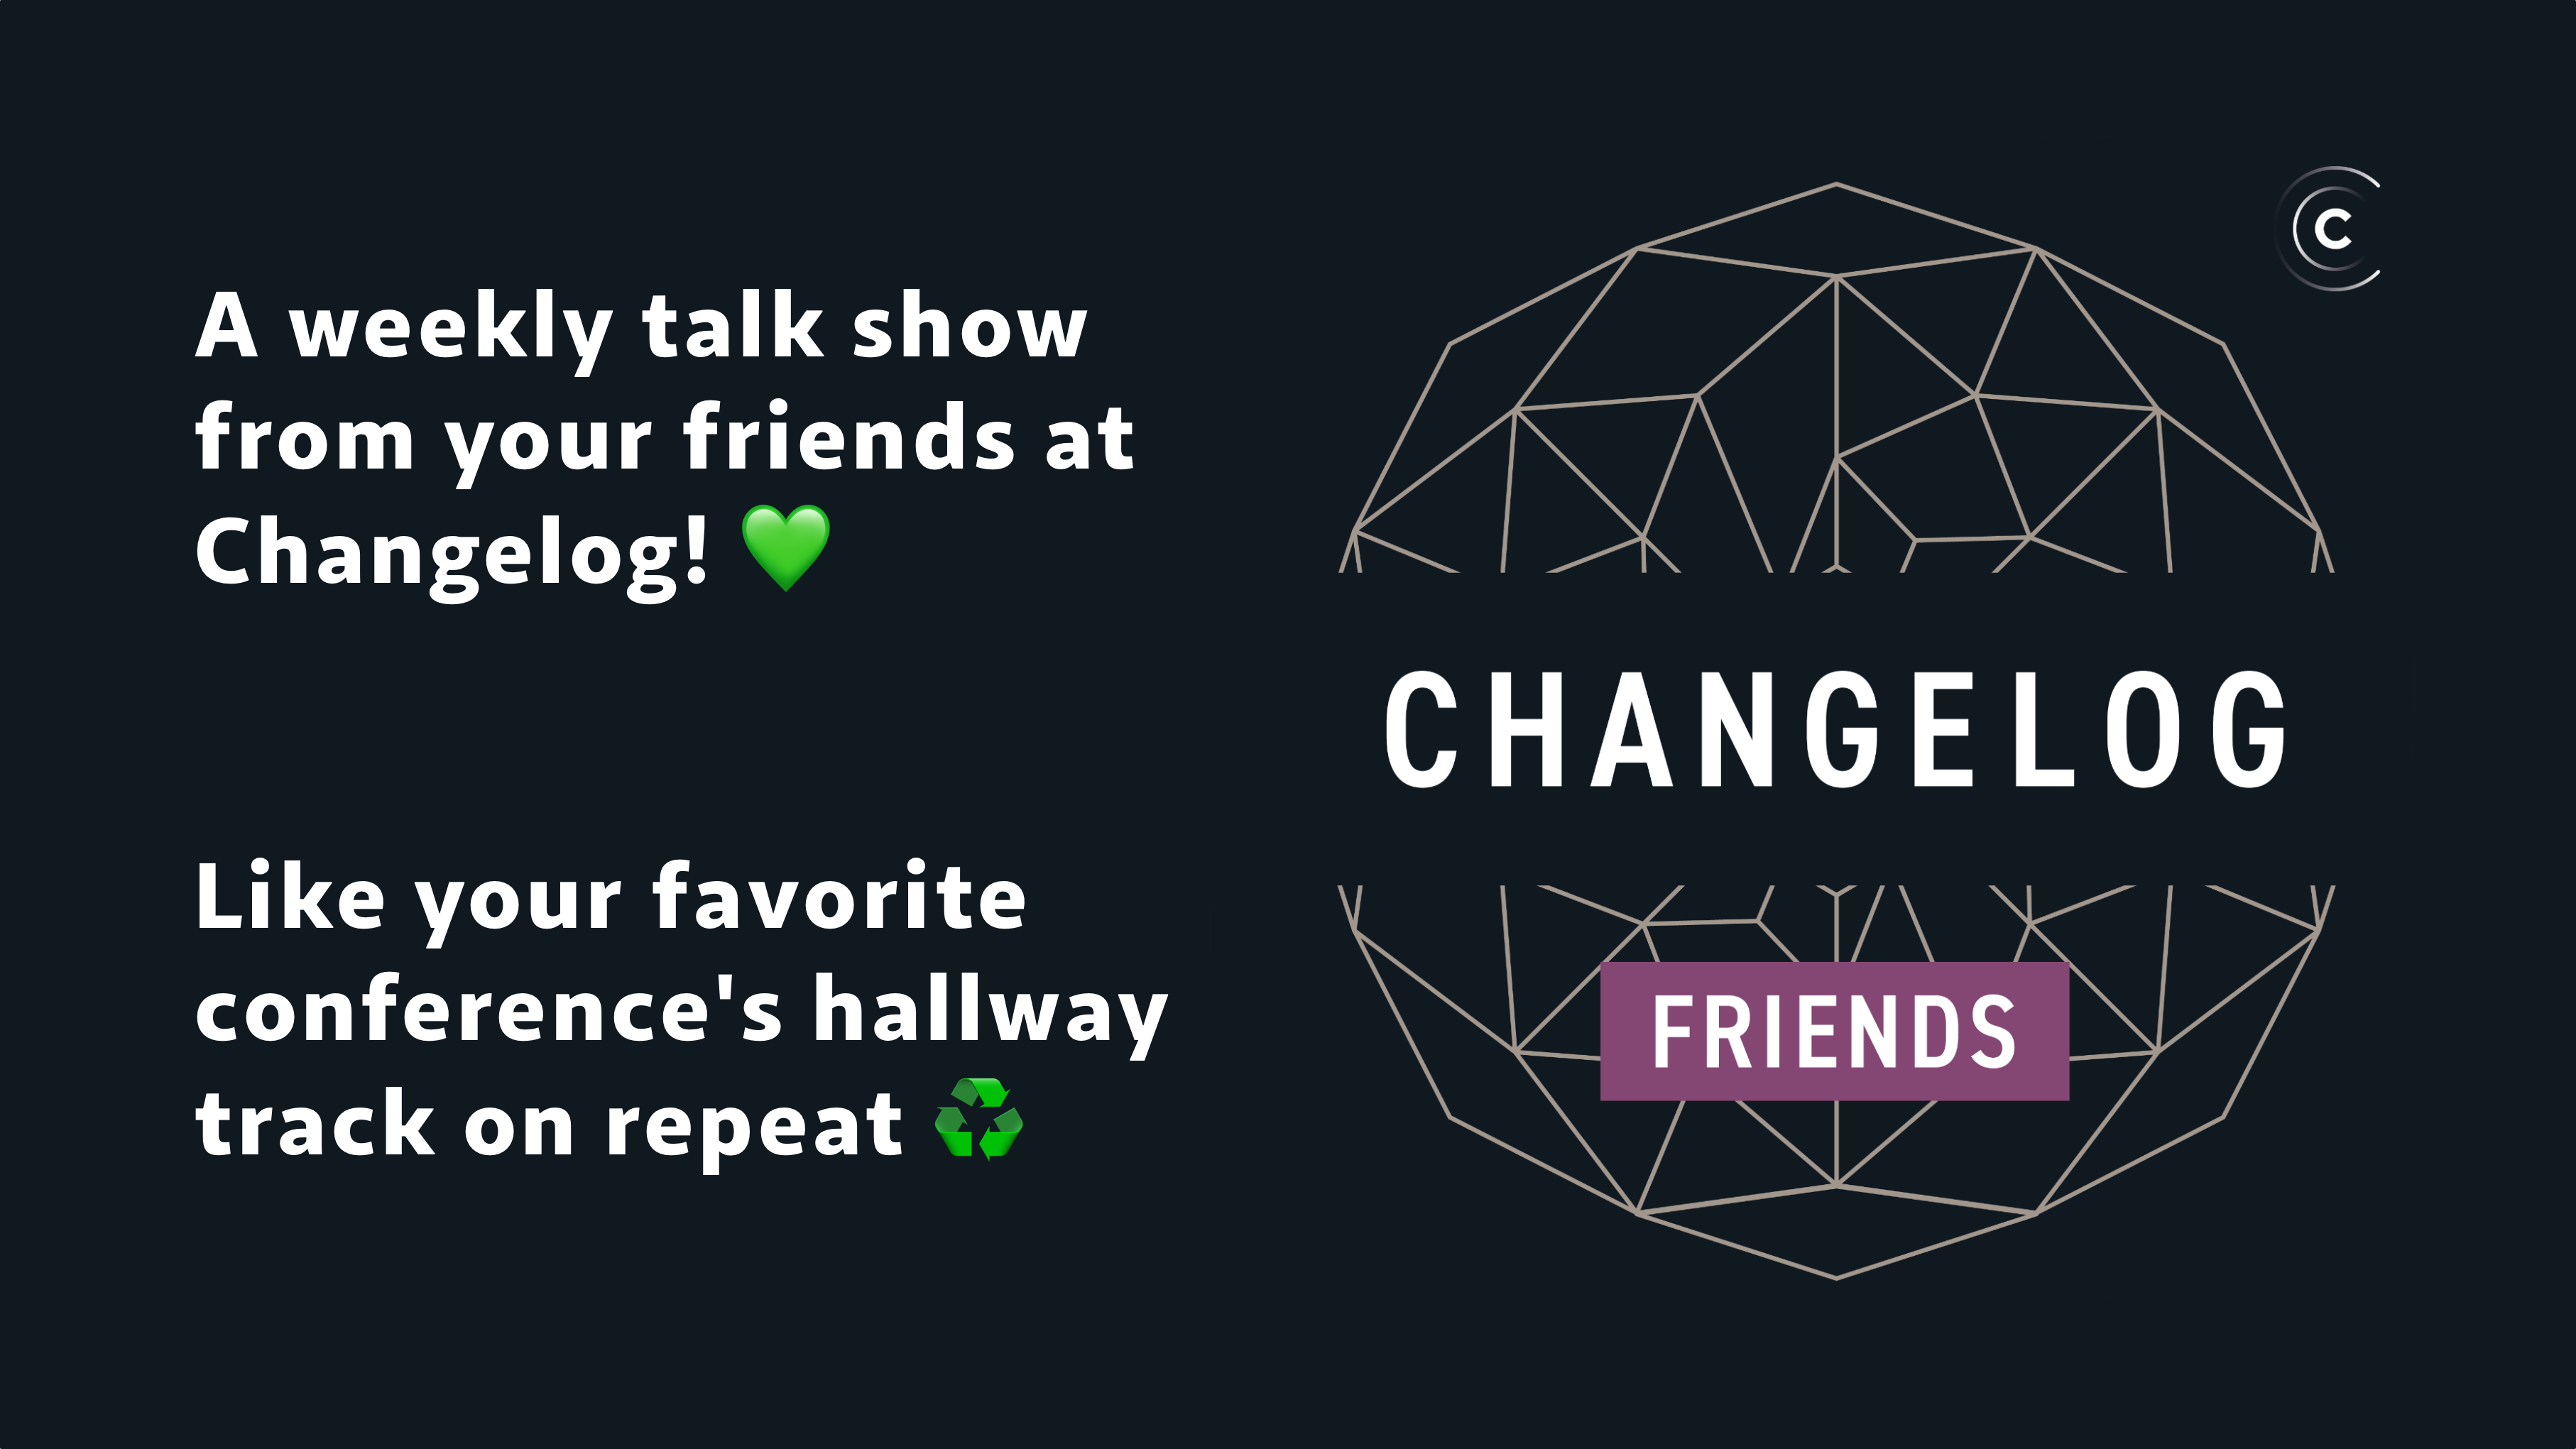 A weekly talk show
from your friends at
Changelog! 💚
Like your favorite
conference's hallway
track on repeat ♻️
C
CHANGELOG
FRIENDS